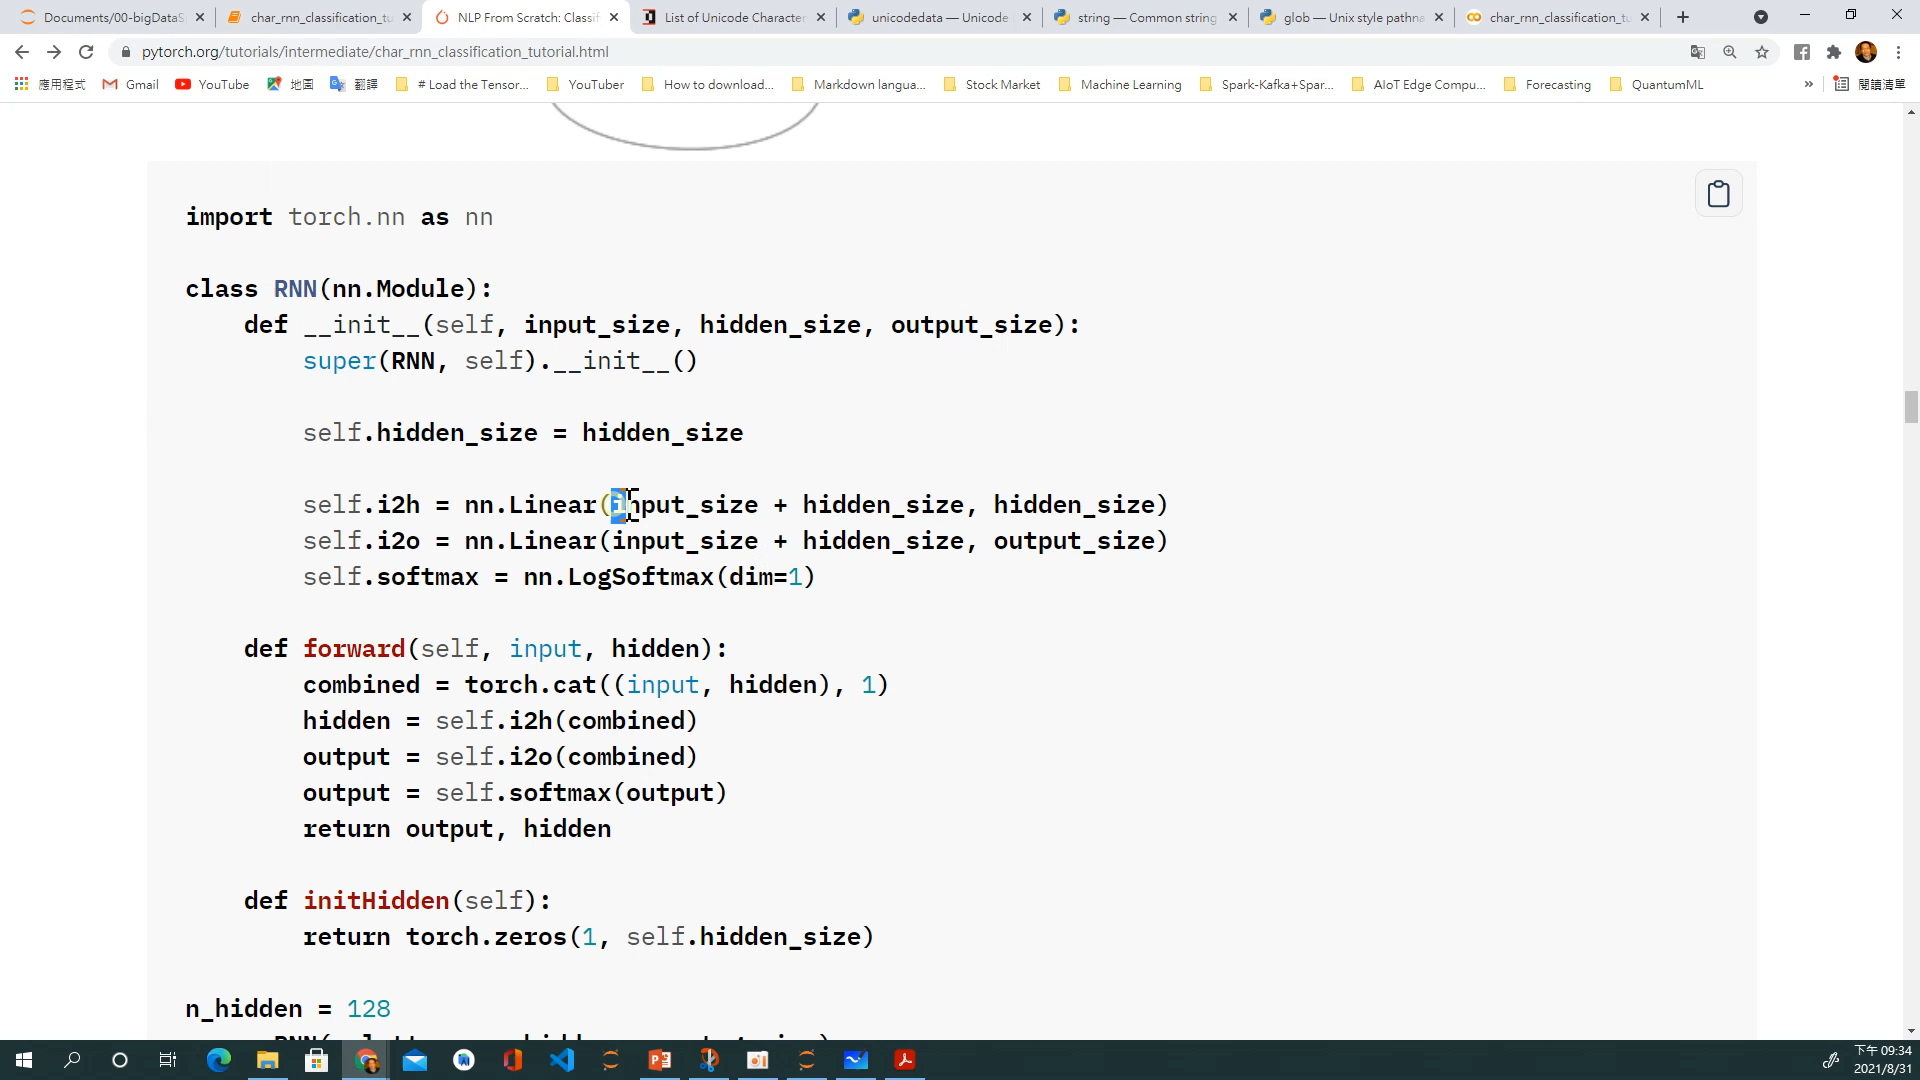 Documents/00-bigDataS
char_rnn_classification_tu
NLP From Scratch: Classif
List of Unicode Character
unicodedata — Unicode
string — Common string
glob — Unix style pathna
char_rnn_classification_tu
pytorch.org/tutorials/intermediate/char_rnn_classification_tutorial.html
應用程式
Gmail
YouTube
地圖
翻譯
# Load the Tensor...
YouTuber
How to download...
Markdown langua...
Stock Market
Machine Learning
Spark-Kafka+Spar...
AIoT Edge Compu...
Forecasting
QuantumML
»
閱讀清單
import torch.nn as nn
class RNN(nn.Module):
def __init__(self, input_size, hidden_size, output_size):
super(RNN, self).__init__()
self.hidden_size = hidden_size
self.i2h = nn.Linear(input_size + hidden_size, hidden_size)
self.i2o = nn.Linear(input_size + hidden_size, output_size)
self.softmax = nn.LogSoftmax(dim=1)
def forward(self, input, hidden):
combined = torch.cat((input, hidden), 1)
hidden = self.i2h(combined)
output = self.i2o(combined)
output = self.softmax(output)
return output, hidden
def initHidden(self):
return torch.zeros(1, self.hidden_size)
n_hidden = 128
下午 09:34
2021/8/31